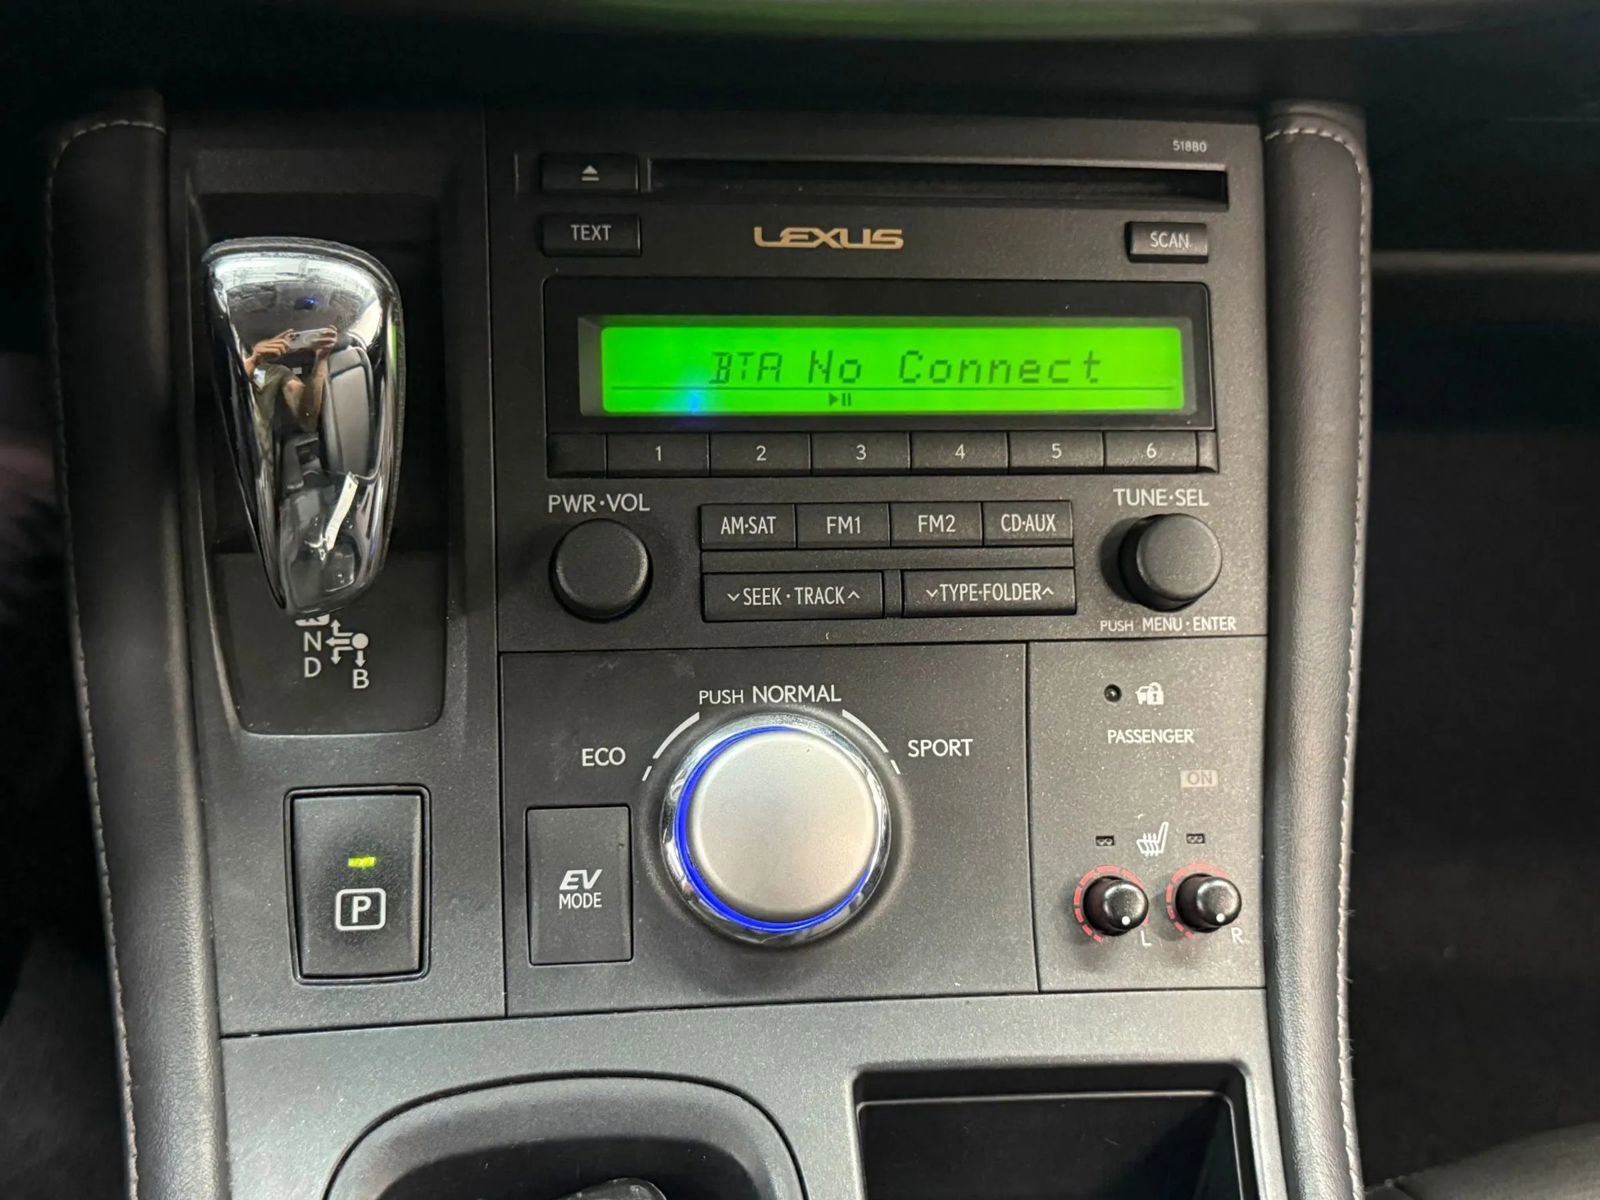 518B0
TEXT
LEXUS
SCAN
BTA No Connect
1 2 3 4 5 6
PWR·VOL
TUNE·SEL
AM·SAT FM1 FM2 CD·AUX
SEEK·TRACK
TYPE·FOLDER
PUSH MENU·ENTER
N
D
B
PUSH NORMAL
ECO
SPORT
PASSENGER
ON
P
EV
MODE
L
R